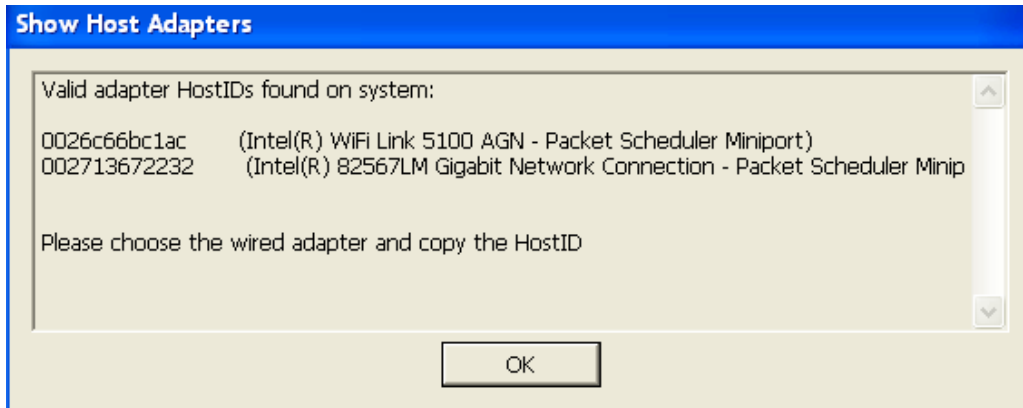 Show Host Adapters
Valid adapter HostIDs found on system:
0026c66bc1ac (Intel(R) WiFi Link 5100 AGN - Packet Scheduler Miniport)
002713672232 (Intel(R) 82567LM Gigabit Network Connection - Packet Scheduler Minip
Please choose the wired adapter and copy the HostID
OK